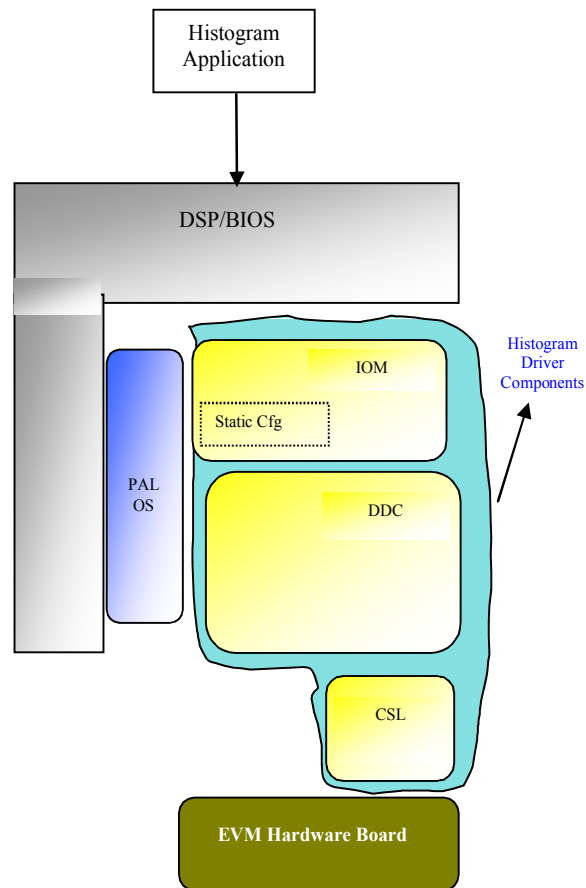 Histogram
Application
DSP/BIOS
IOM
Histogram
Driver
Components
Static Cfg
PAL
OS
DDC
CSL
EVM Hardware Board